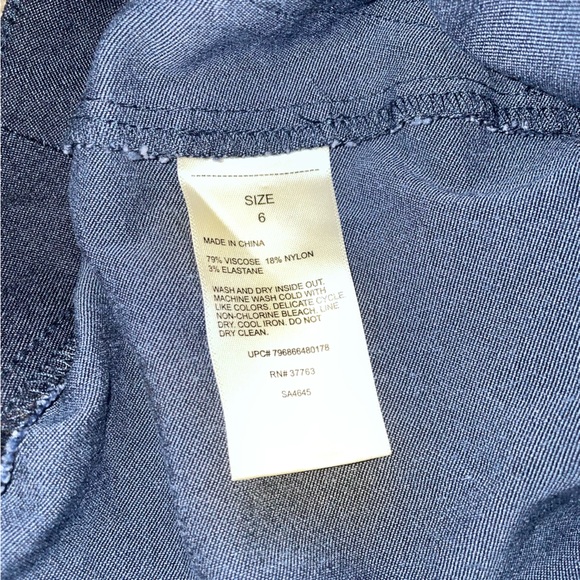 SIZE
6
MADE IN CHINA
79% VISCOSE 18% NYLON
3% ELASTANE
WASH AND DRY INSIDE OUT.
MACHINE WASH COLD WITH
LIKE COLORS. DELICATE CYCLE.
NON-CHLORINE BLEACH. LINE
DRY. COOL IRON. DO NOT
DRY CLEAN.
UPC# 796866480178
RN# 37763
SA4645